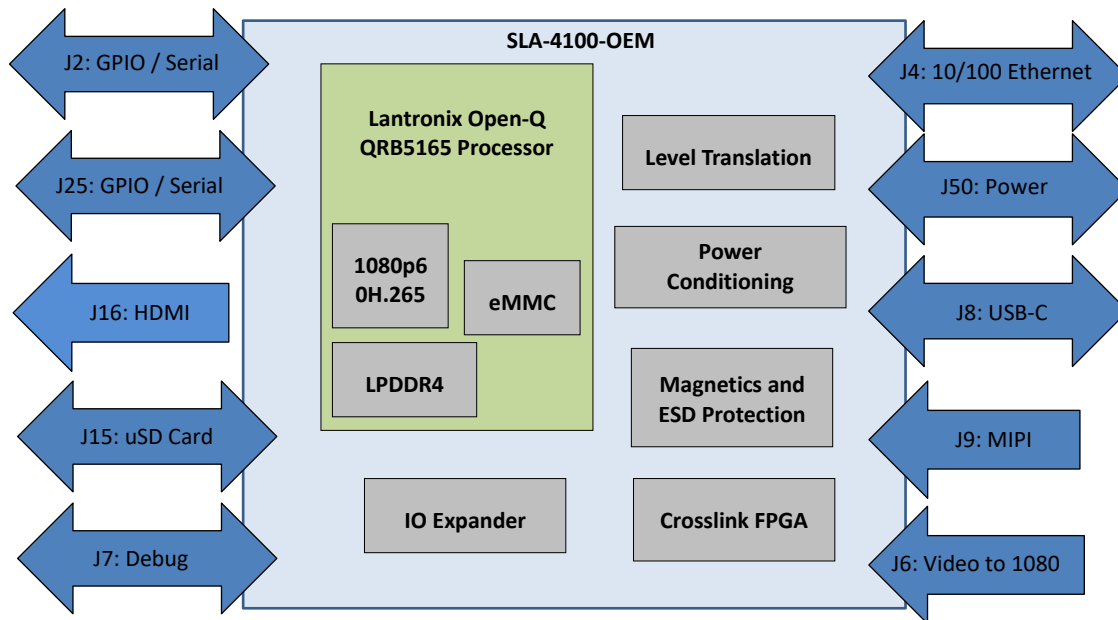 SLA-4100-OEM
J2: GPIO / Serial
J25: GPIO / Serial
J16: HDMI
J15: uSD Card
J7: Debug
Lantronix Open-Q
QRB5165 Processor
1080p6
0H.265
eMMC
LPDDR4
IO Expander
Level Translation
Power
Conditioning
Magnetics and
ESD Protection
Crosslink FPGA
J4: 10/100 Ethernet
J50: Power
J8: USB-C
J9: MIPI
J6: Video to 1080